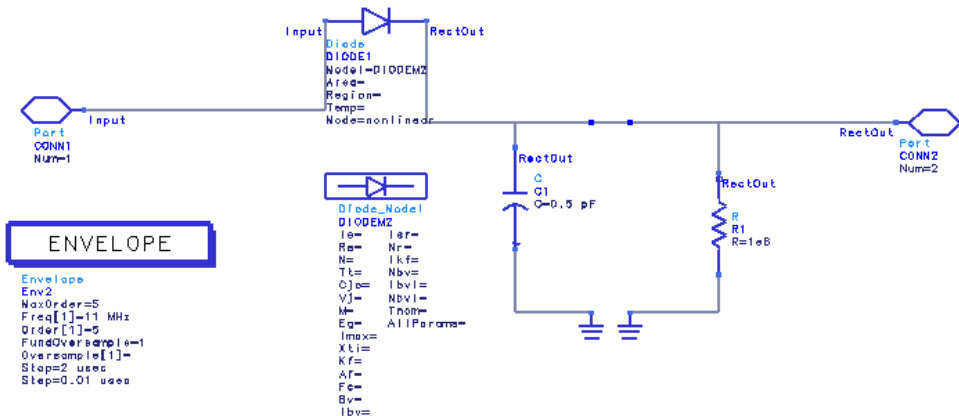 Input
RectOut
Diode
DIODE1
Model=DIODEM2
Area=
Region=
Temp=
Mode=nonlinear
Input
Port
CONN1
Num=1
RectOut
Port
CONN2
Num=2
RectOut
C
C1
C=0.5 pF
RectOut
R
R1
R=1e8
Diode_Model
DIODEM2
Is= Isr=
Rs= Nr=
N= Ikf=
Tt= Nbv=
Cjo= Ibvl=
Vj= Nbvl=
M= Tnom=
Eg= AllParams=
Imax=
Xti=
Kf=
Af=
Fc=
Bv=
Ibv=
ENVELOPE
Envelope
Env2
MaxOrder=5
Freq[1]=11 MHz
Order[1]=5
FundOversample=1
Oversample[1]=
Stop=2 usec
Step=0.01 usec